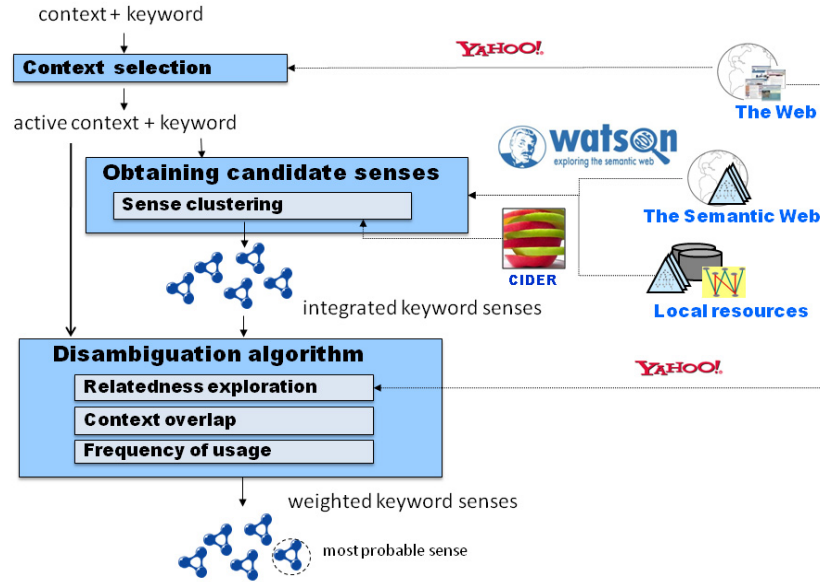 context + keyword
YAHOO!
Context selection
The Web
active context + keyword
watson
exploring the semantic web
Obtaining candidate senses
Sense clustering
The Semantic Web
CIDER
integrated keyword senses
Local resources
Disambiguation algorithm
YAHOO!
Relatedness exploration
Context overlap
Frequency of usage
weighted keyword senses
most probable sense